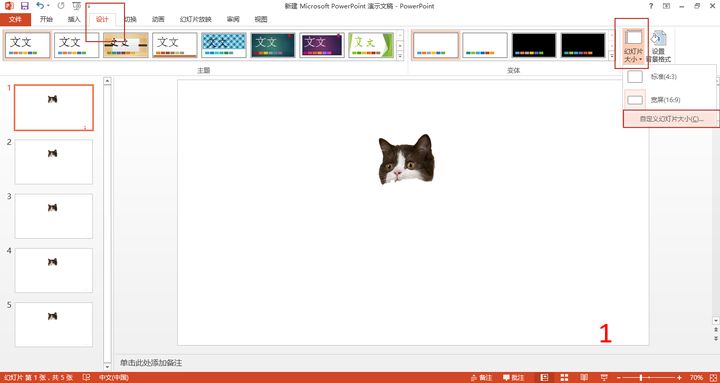 新建 Microsoft PowerPoint 演示文稿 - PowerPoint
文件 开始 插入 设计 切换 动画 幻灯片放映 审阅 视图
文文 文文 文文 文文 文文 文文 文文 文文
幻灯片
大小
设置
背景格式
主题 变体
标准(4:3)
宽屏(16:9)
自定义幻灯片大小(C)...
1
2
3
4
5
1
单击此处添加备注
幻灯片 第 1 张，共 5 张 中文(中国) 备注 批注 70%